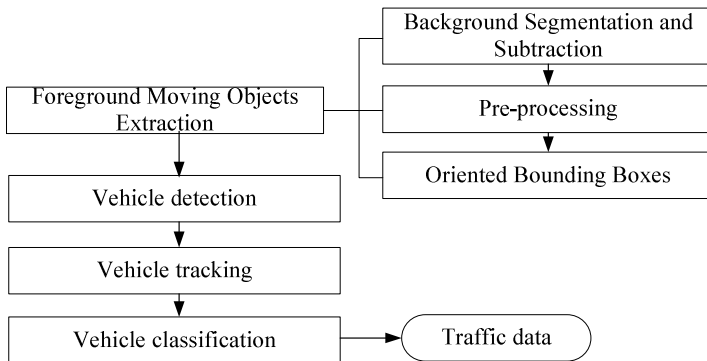 Background Segmentation and
Subtraction
Foreground Moving Objects
Extraction
Pre-processing
Oriented Bounding Boxes
Vehicle detection
Vehicle tracking
Vehicle classification
Traffic data